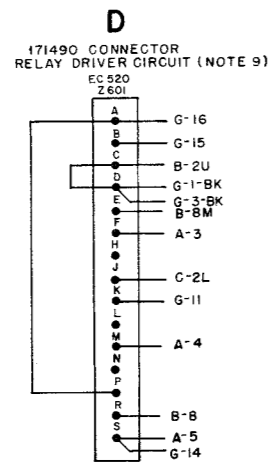 D
171490 CONNECTOR
RELAY DRIVER CIRCUIT (NOTE 9)
EC 520
Z601
A
G-16
B
G-15
C
B-2U
D
G-1-BK
G-3-BK
E
B-8M
F
A-3
H
J
C-2L
K
G-11
L
M
A-4
N
P
R
B-8
S
A-5
G-14